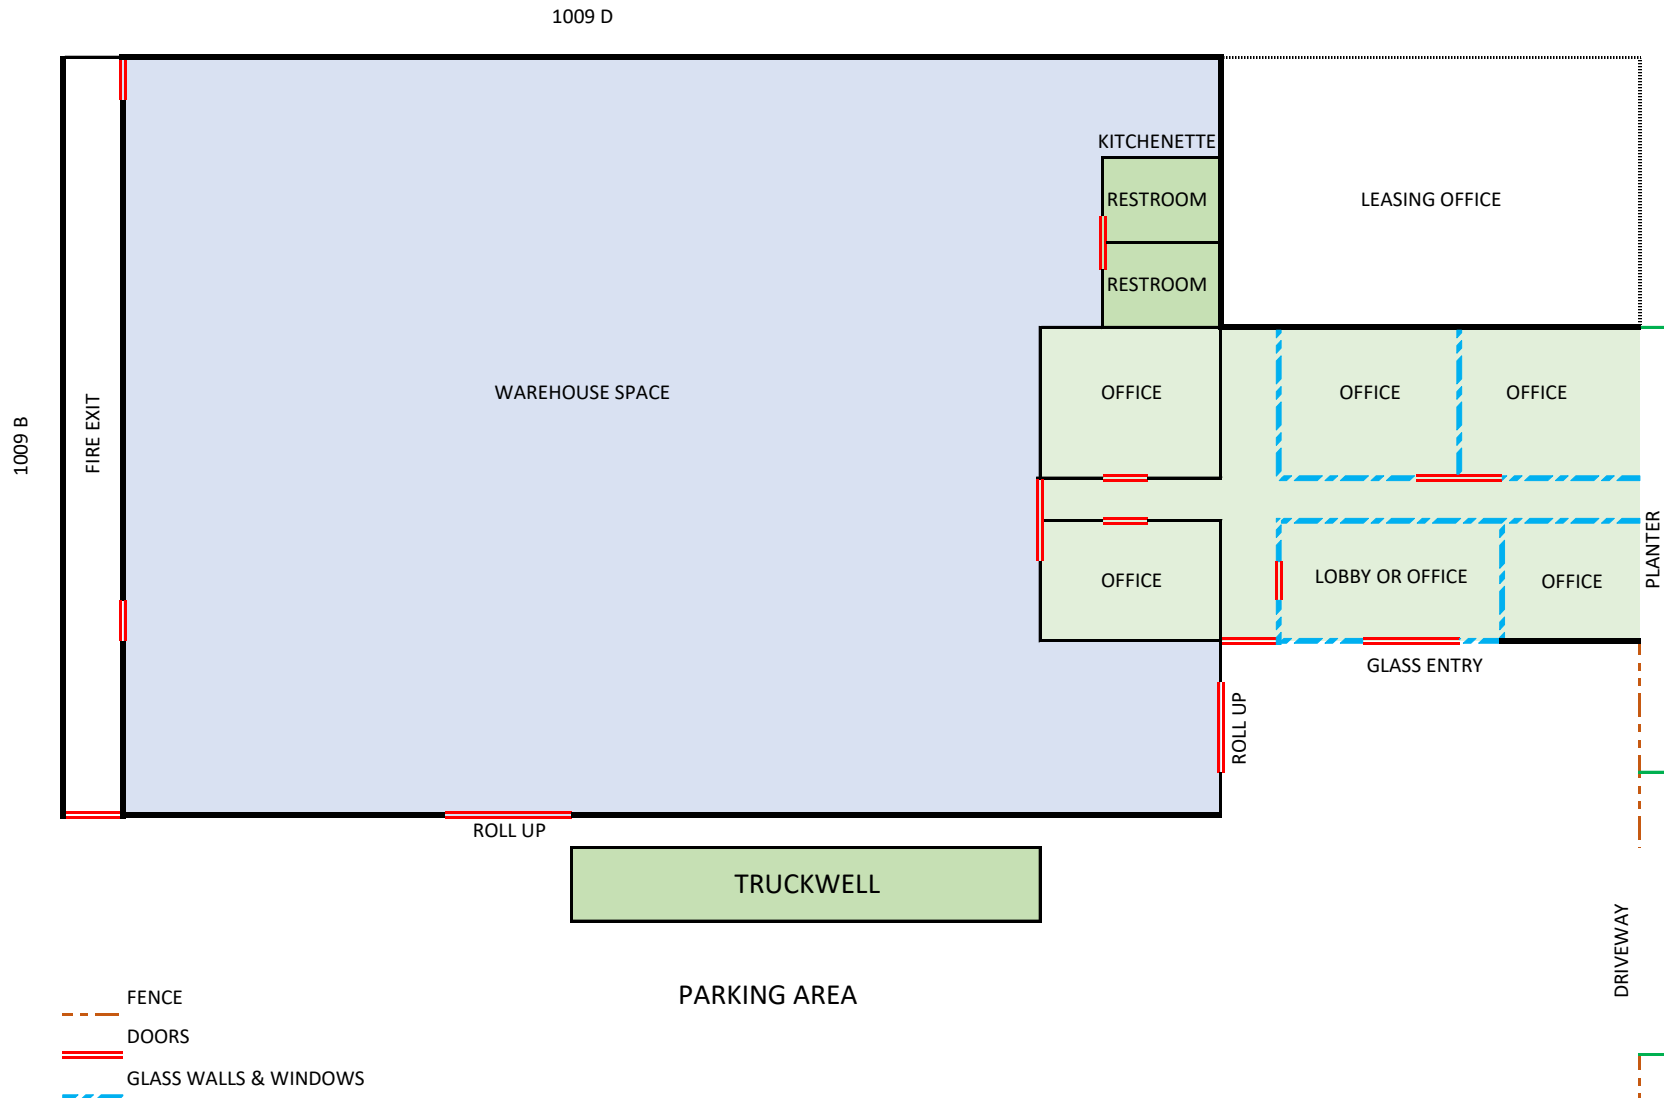 1009 D
KITCHENETTE
RESTROOM
LEASING OFFICE
RESTROOM
1009 B
FIRE EXIT
WAREHOUSE SPACE
OFFICE
OFFICE
OFFICE
OFFICE
LOBBY OR OFFICE
OFFICE
PLANTER
GLASS ENTRY
ROLL UP
ROLL UP
TRUCKWELL
DRIVEWAY
PARKING AREA
FENCE
DOORS
GLASS WALLS & WINDOWS